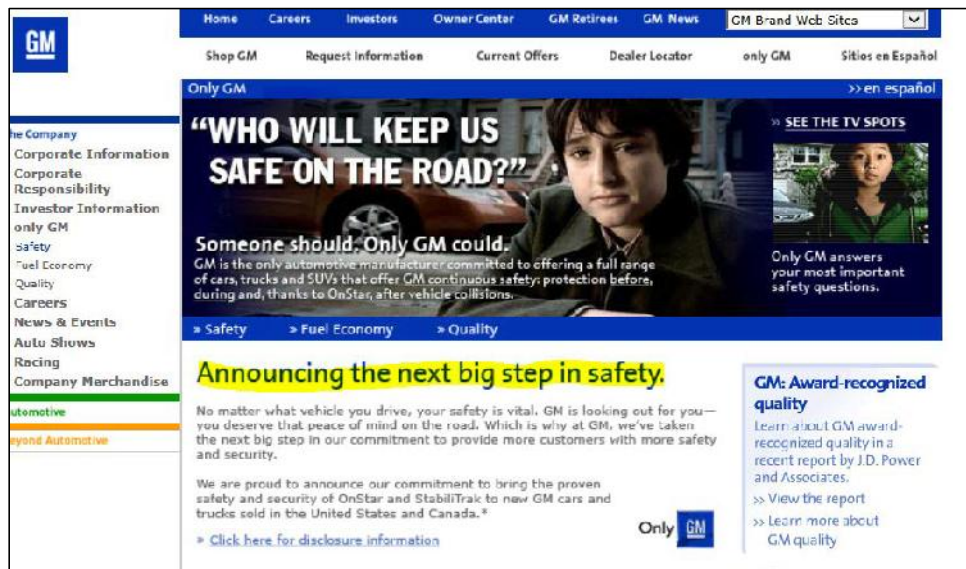 GM
Home Careers Investors Owner Center GM Retirees GM News GM Brand Web Sites
Shop GM Request Information Current Offers Dealer Locator only GM Sitios en Español
Only GM >> en español
he Company
Corporate Information
Corporate
Responsibility
Investor Information
only GM
Safety
Fuel Economy
Quality
Careers
News & Events
Auto Shows
Racing
Company Merchandise
utomotive
eyond Automotive
“WHO WILL KEEP US
SAFE ON THE ROAD?”
Someone should. Only GM could.
GM is the only automotive manufacturer committed to offering a full range
of cars, trucks and SUVs that offer GM continuous safety: protection before,
during and, thanks to OnStar, after vehicle collisions.
» SEE THE TV SPOTS
Only GM answers
your most important
safety questions.
» Safety » Fuel Economy » Quality
Announcing the next big step in safety.
No matter what vehicle you drive, your safety is vital. GM is looking out for you—
you deserve that peace of mind on the road. Which is why at GM, we've taken
the next big step in our commitment to provide more customers with more safety
and security.
We are proud to announce our commitment to bring the proven
safety and security of OnStar and StabiliTrak to new GM cars and
trucks sold in the United States and Canada.*
» Click here for disclosure information
Only GM
GM: Award-recognized
quality
Learn about GM award-
recognized quality in a
recent report by J.D. Power
and Associates.
>> View the report
>> Learn more about
GM quality